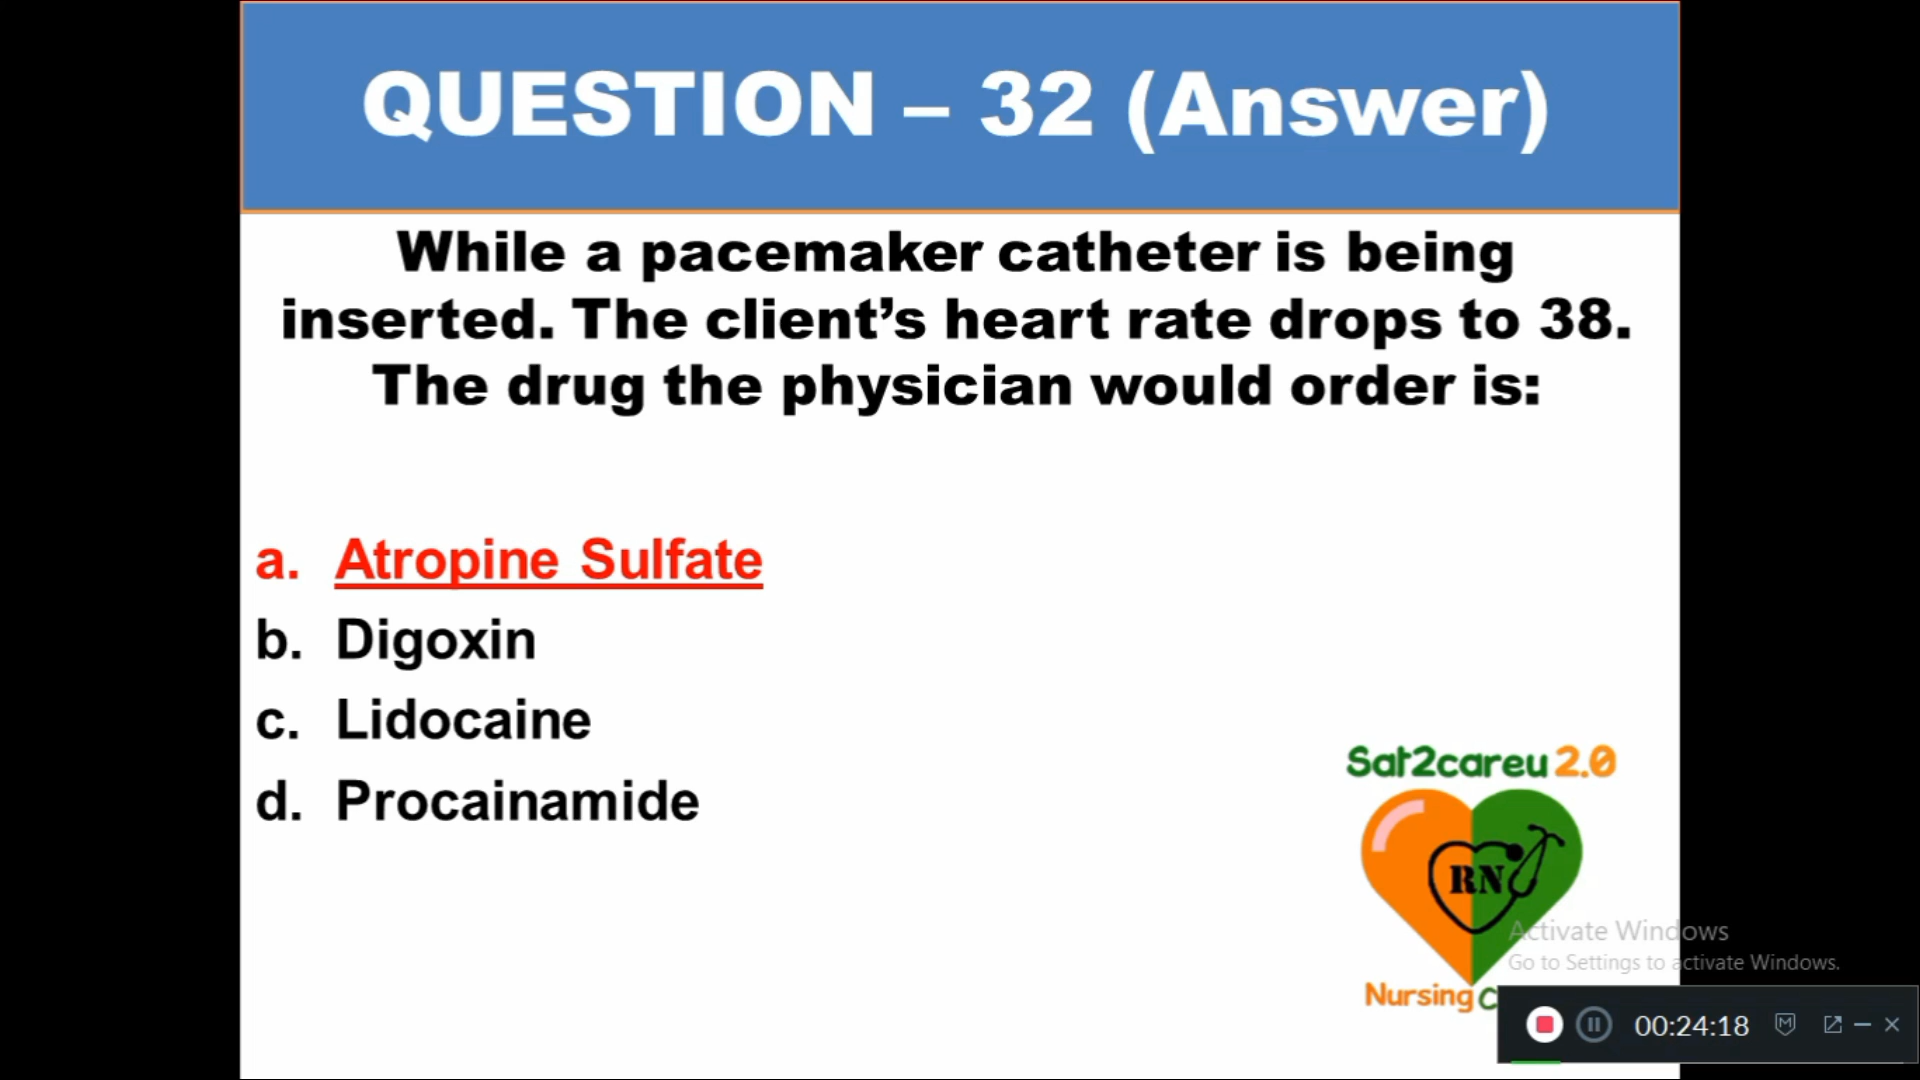 QUESTION – 32 (Answer)
While a pacemaker catheter is being
inserted. The client’s heart rate drops to 38.
The drug the physician would order is:
a. Atropine Sulfate
b. Digoxin
c. Lidocaine
d. Procainamide
Sat2careu 2.0
RN
Activate Windows
Go to Settings to activate Windows.
Nursing
00:24:18